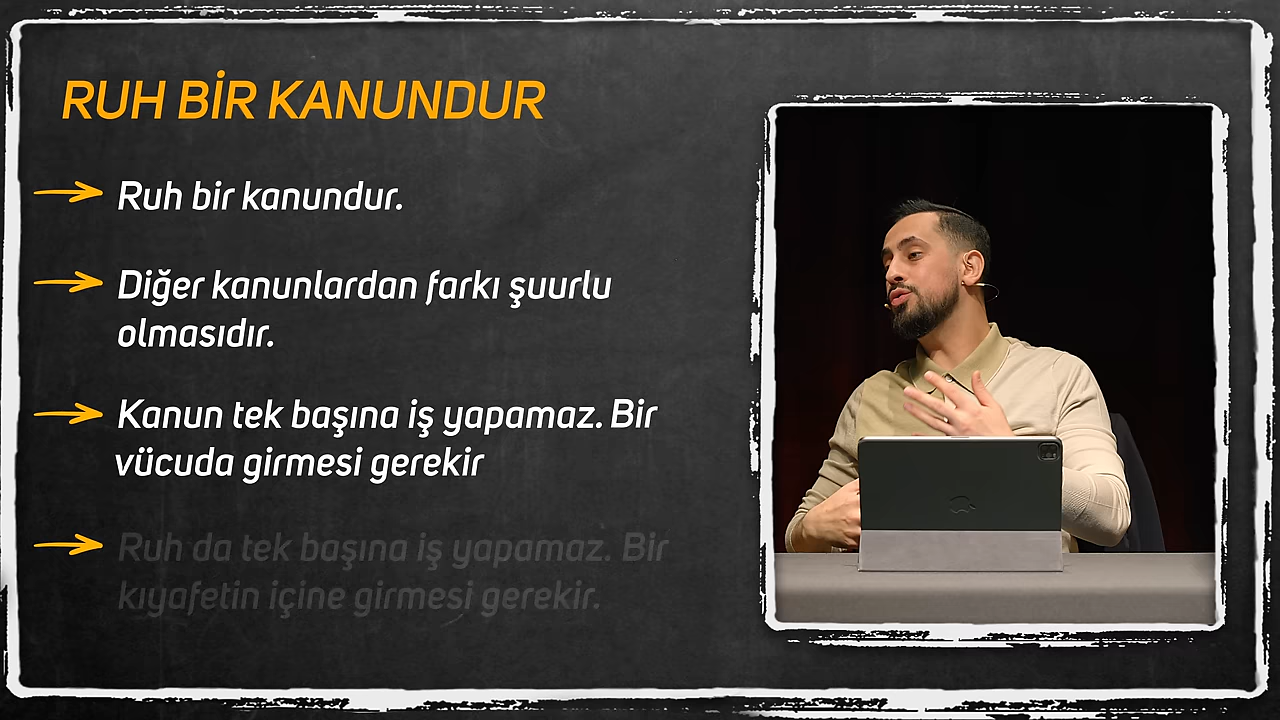 RUH BİR KANUNDUR
Ruh bir kanundur.
Diğer kanunlardan farkı şuurlu
olmasıdır.
Kanun tek başına iş yapamaz. Bir
vücuda girmesi gerekir
Ruh da tek başına iş yapamaz. Bir
kıyafetin içine girmesi gerekir.